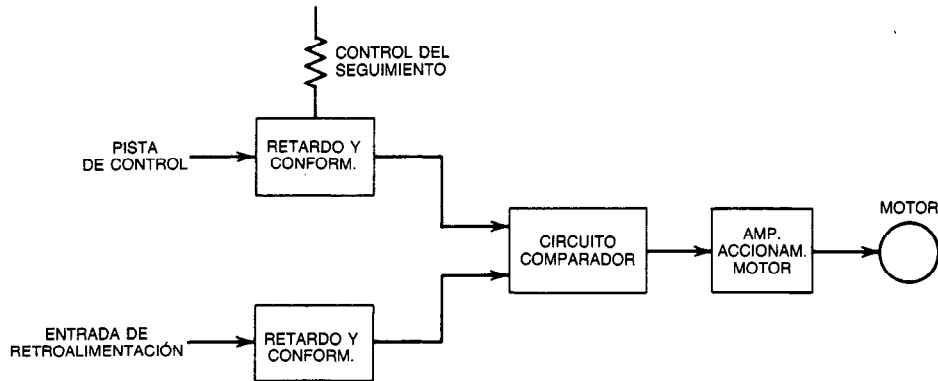 CONTROL DEL
SEGUIMIENTO
PISTA
DE CONTROL
RETARDO Y
CONFORM.
CIRCUITO
COMPARADOR
AMP.
ACCIONAM.
MOTOR
MOTOR
ENTRADA DE
RETROALIMENTACIÓN
RETARDO Y
CONFORM.